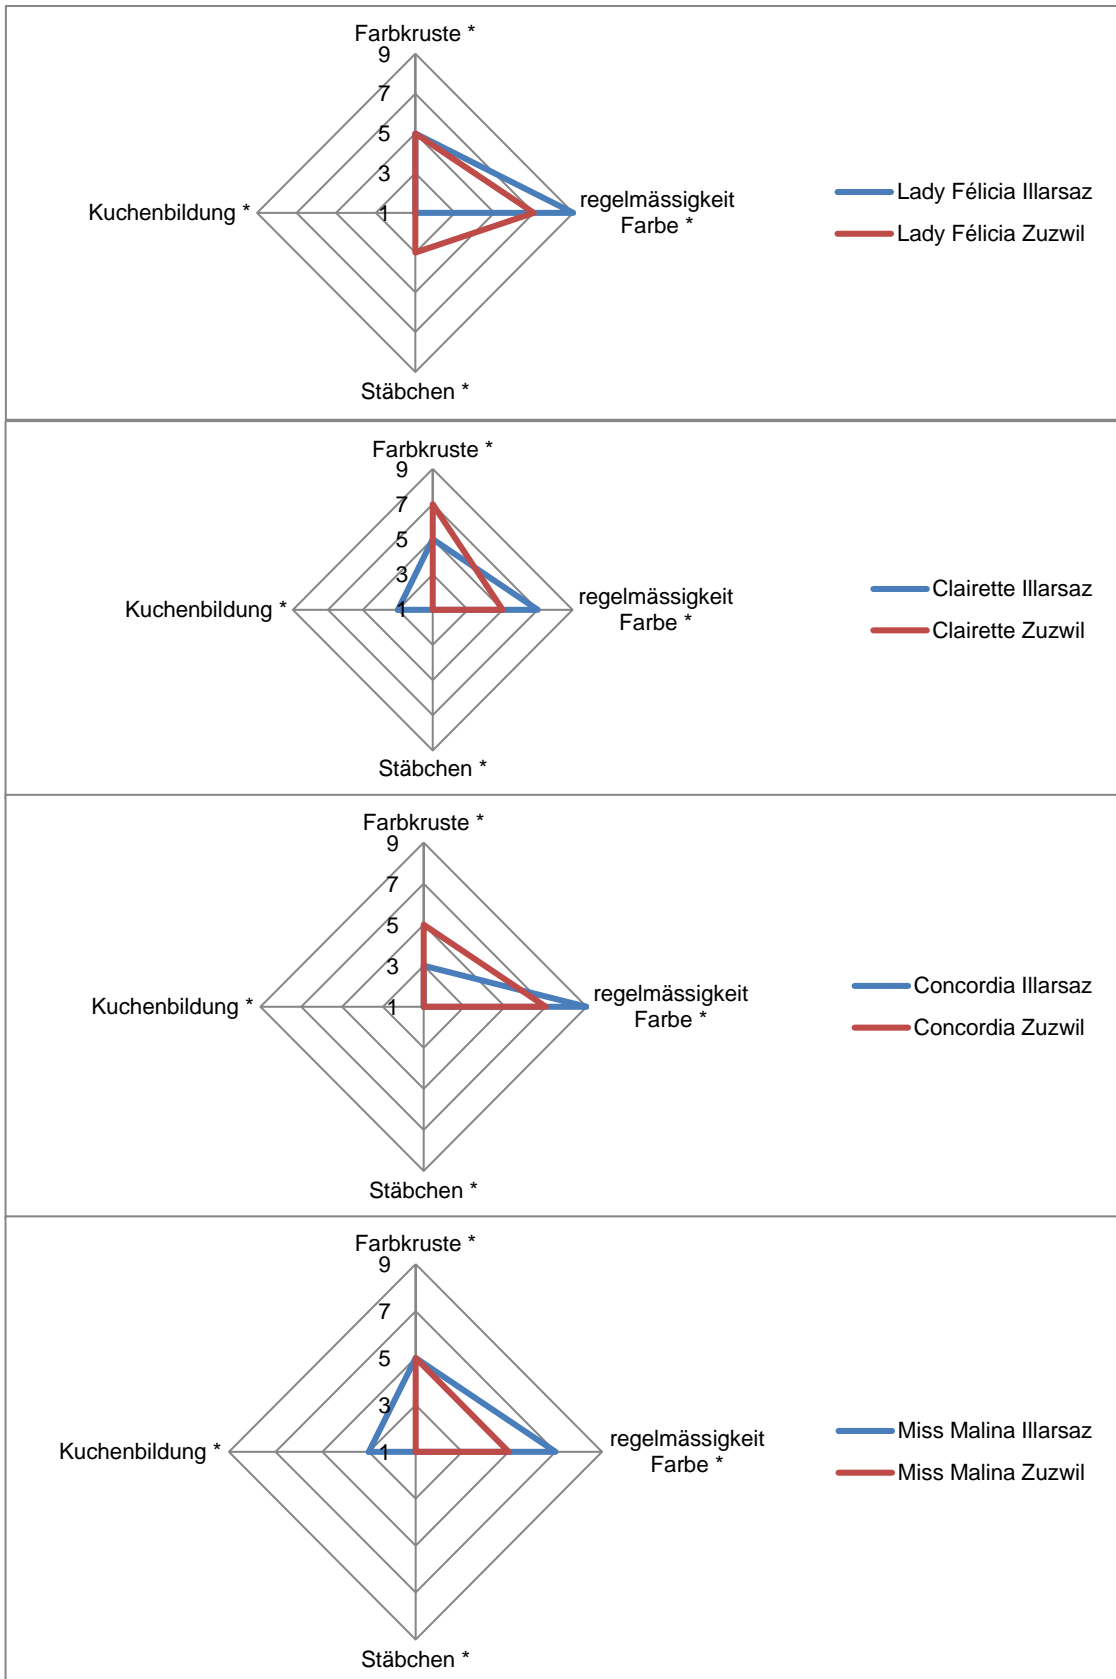 Farbkruste *
9
7
5
3
1
Kuchenbildung *
regelmässigkeit
Farbe *
Stäbchen *
Lady Félicia Illarsaz
Lady Félicia Zuzwil
Farbkruste *
9
7
5
3
1
Kuchenbildung *
regelmässigkeit
Farbe *
Stäbchen *
Clairette Illarsaz
Clairette Zuzwil
Farbkruste *
9
7
5
3
1
Kuchenbildung *
regelmässigkeit
Farbe *
Stäbchen *
Concordia Illarsaz
Concordia Zuzwil
Farbkruste *
9
7
5
3
1
Kuchenbildung *
regelmässigkeit
Farbe *
Stäbchen *
Miss Malina Illarsaz
Miss Malina Zuzwil